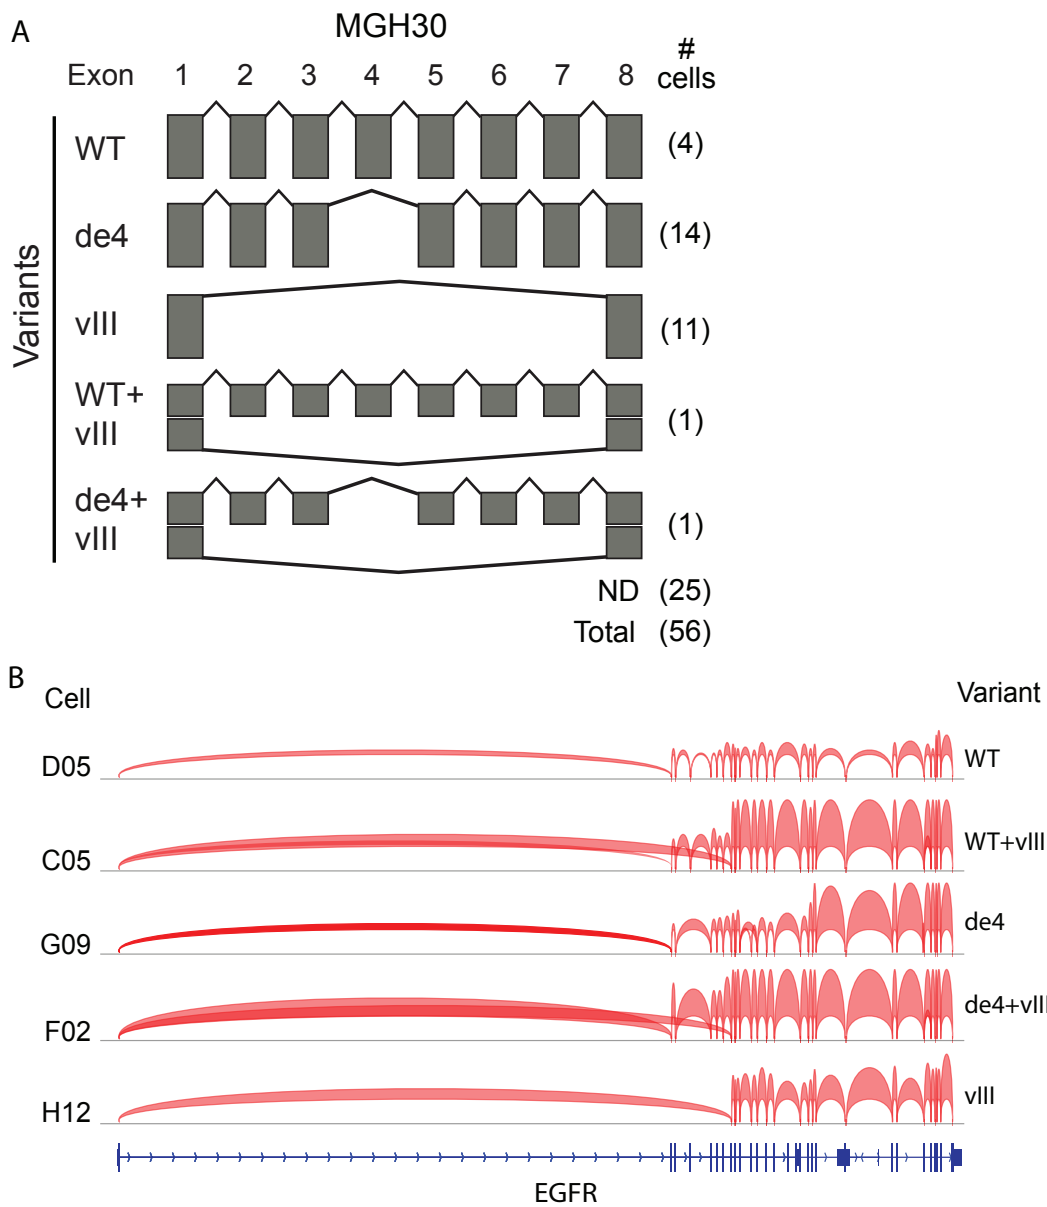 A
MGH30
#
cells
Exon 1 2 3 4 5 6 7 8
Variants
WT (4)
de4 (14)
vIII (11)
WT+
vIII (1)
de4+
vIII (1)
ND (25)
Total (56)
B
Cell Variant
D05 WT
C05 WT+vIII
G09 de4
F02 de4+vIII
H12 vIII
EGFR